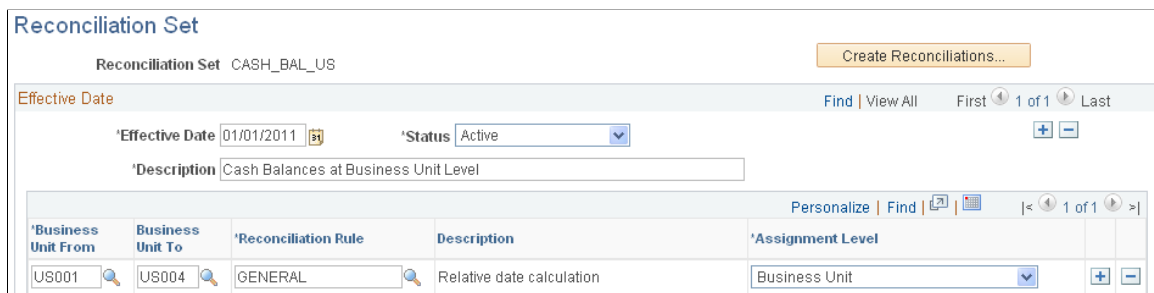 Reconciliation Set
Reconciliation Set CASH_BAL_US
Create Reconciliations...
Effective Date
Find | View All First 1 of 1 Last
*Effective Date 01/01/2011 31 *Status Active
*Description Cash Balances at Business Unit Level
Personalize | Find | | |< 1 of 1 >|
*Business Unit From Business Unit To *Reconciliation Rule Description *Assignment Level
US001 US004 GENERAL Relative date calculation Business Unit